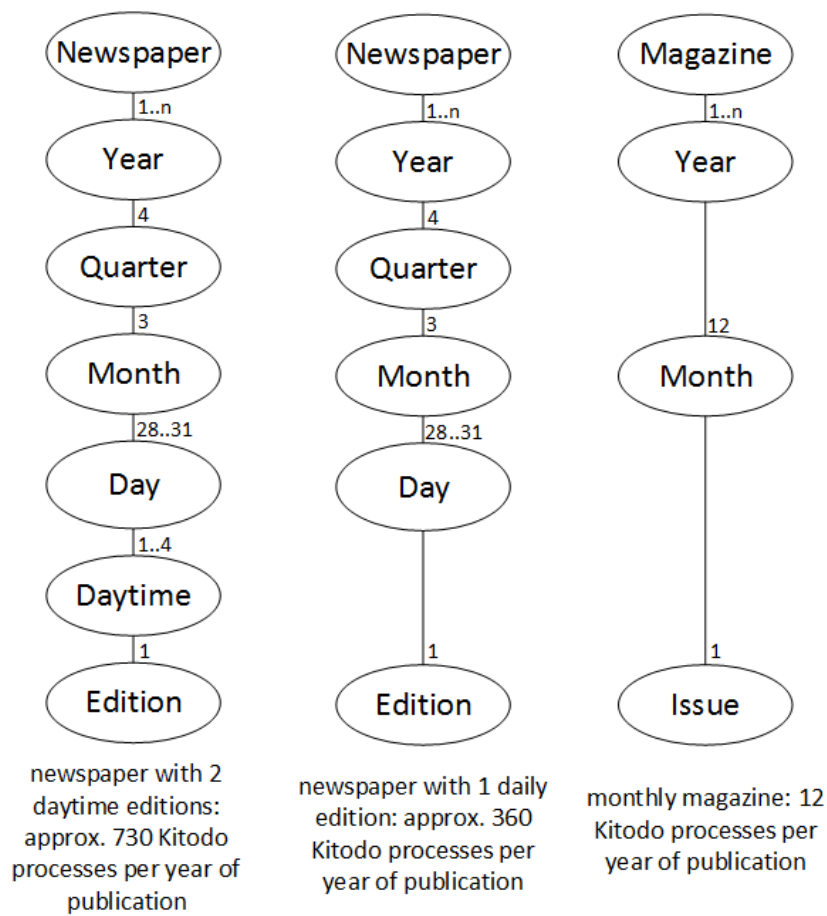 Newspaper
1..n
Year
4
Quarter
3
Month
28..31
Day
1..4
Daytime
1
Edition
newspaper with 2
daytime editions:
approx. 730 Kitodo
processes per year of
publication
Newspaper
1..n
Year
4
Quarter
3
Month
28..31
Day
1
Edition
newspaper with 1 daily
edition: approx. 360
Kitodo processes per
year of publication
Magazine
1..n
Year
12
Month
1
Issue
monthly magazine: 12
Kitodo processes per
year of publication